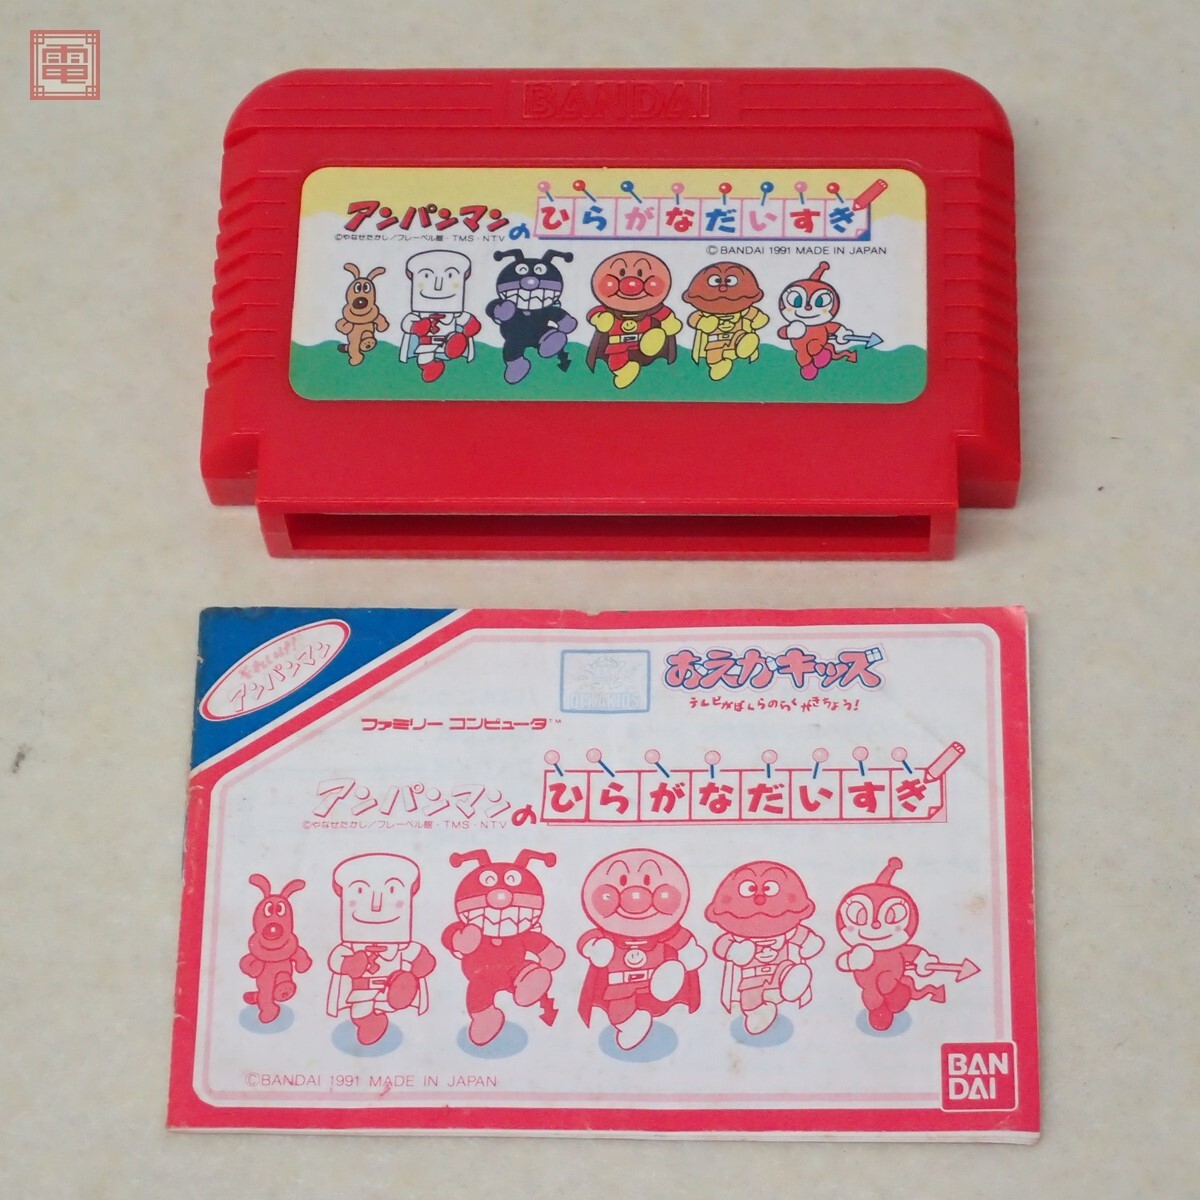 電
BANDAI
アンパンマンのひらがなだいすき
©やなせたかし/フレーベル館・TMS・NTV
©BANDAI 1991 MADE IN JAPAN
それいけ!
アンパンマン
おえかキッズ
テレビがぼくらのらくがきちょう!
ファミリー コンピュータ™
アンパンマンのひらがなだいすき
©やなせたかし/フレーベル館・TMS・NTV
©BANDAI 1991 MADE IN JAPAN
BAN
DAI